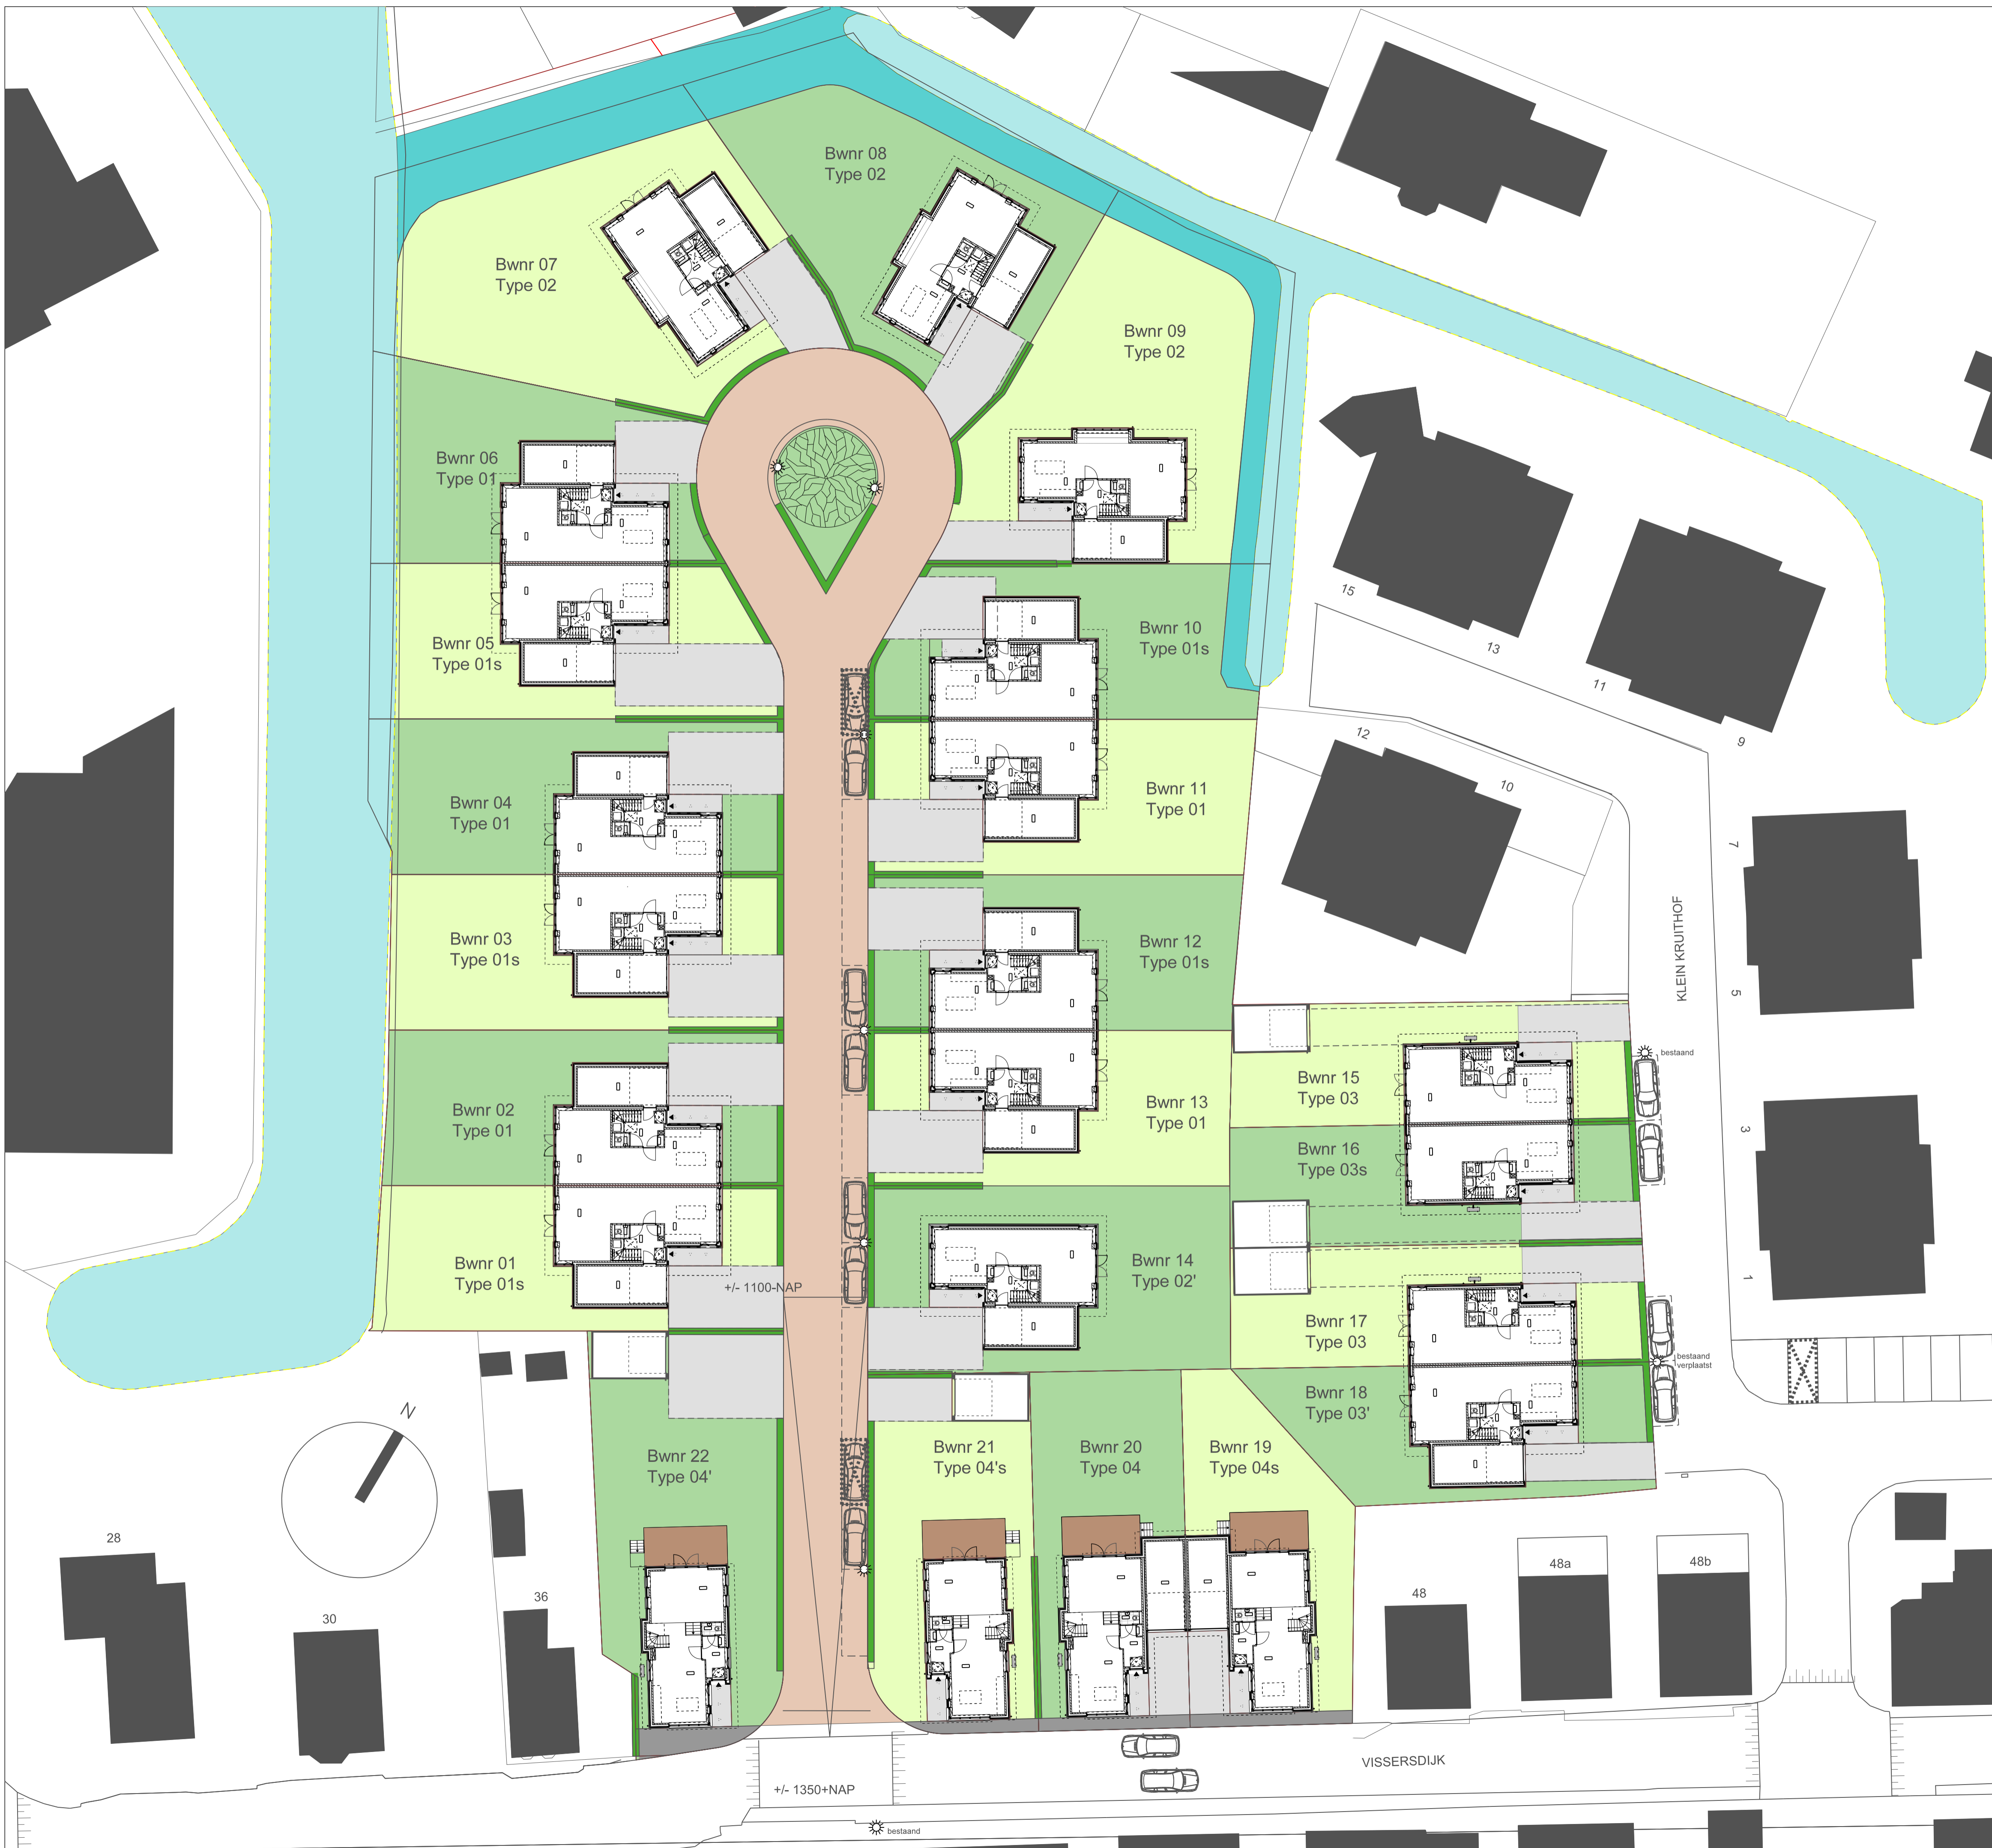 Bwnr 08
Type 02
Bwnr 07
Type 02
Bwnr 09
Type 02
Bwnr 06
Type 01
Bwnr 05
Type 01s
Bwnr 10
Type 01s
15
13
11
9
12
10
7
5
3
1
KLEIN KRUITHOF
Bwnr 04
Type 01
Bwnr 11
Type 01
Bwnr 03
Type 01s
Bwnr 12
Type 01s
Bwnr 02
Type 01
Bwnr 13
Type 01
Bwnr 15
Type 03
bestaand
Bwnr 16
Type 03s
Bwnr 01
Type 01s
+/- 1100-NAP
Bwnr 14
Type 02'
Bwnr 17
Type 03
bestaand
verplaatst
Bwnr 18
Type 03'
N
Bwnr 22
Type 04'
Bwnr 21
Type 04's
Bwnr 20
Type 04
Bwnr 19
Type 04s
28
30
36
48
48a
48b
VISSERSDIJK
+/- 1350+NAP
bestaand